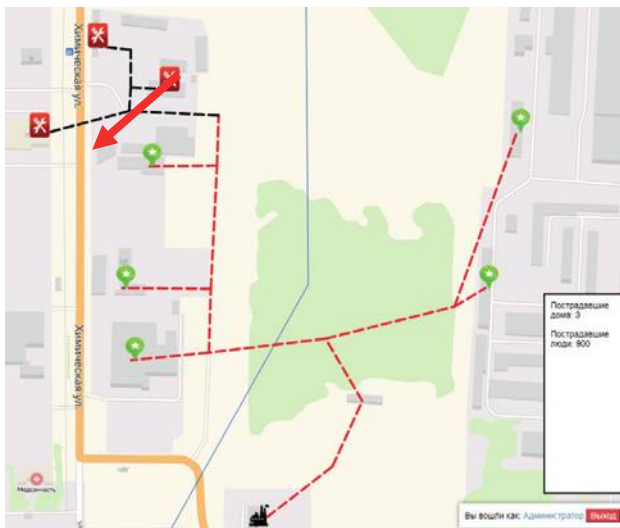 Химическая ул.
Пострадавшие
дома: 3
Пострадавшие
люди: 900
Химическая ул.
Медсанчасть
Вы вошли как: Администратор Выход